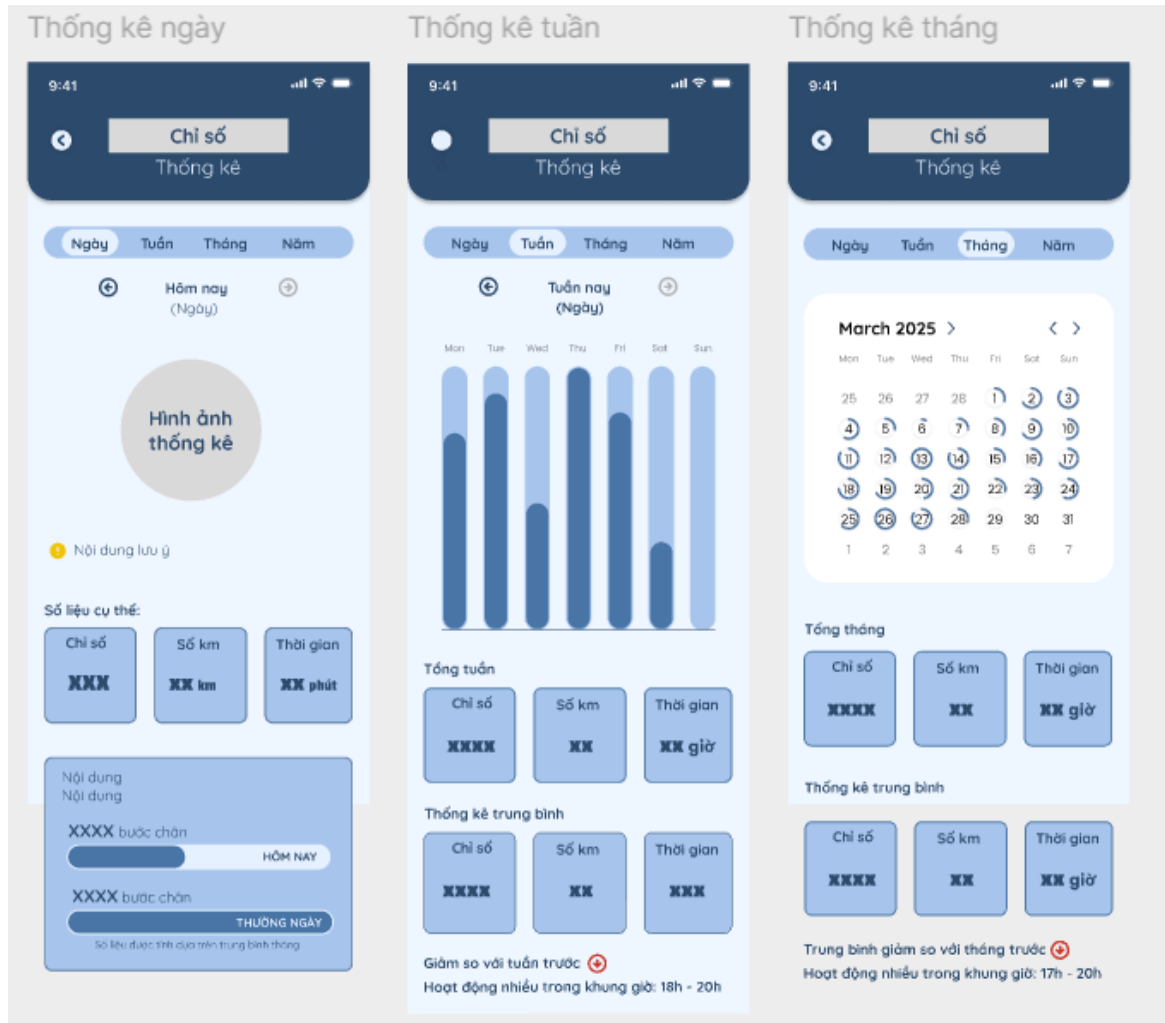 Thống kê ngày
9:41
Chỉ số
Thống kê
Ngày Tuần Tháng Năm
Hôm nay
(Ngày)
Hình ảnh
thống kê
Nội dung lưu ý
Số liệu cụ thể:
Chỉ số Số km Thời gian
XXX XX km XX phút
Nội dung
Nội dung
XXXX bước chân
HÔM NAY
XXXX bước chân
THƯỜNG NGÀY
Số liệu được tính dựa trên trung bình tháng
Thống kê tuần
9:41
Chỉ số
Thống kê
Ngày Tuần Tháng Năm
Tuần nay
(Ngày)
Mon Tue Wed Thu Fri Sat Sun
Tổng tuần
Chỉ số Số km Thời gian
XXXX XX XX giờ
Thống kê trung bình
Chỉ số Số km Thời gian
XXXX XX XXX
Giảm so với tuần trước
Hoạt động nhiều trong khung giờ: 18h - 20h
Thống kê tháng
9:41
Chỉ số
Thống kê
Ngày Tuần Tháng Năm
March 2025
Mon Tue Wed Thu Fri Sat Sun
25 26 27 28 1 2 3
4 5 6 7 8 9 10
11 12 13 14 15 16 17
18 19 20 21 22 23 24
25 26 27 28 29 30 31
1 2 3 4 5 6 7
Tổng tháng
Chỉ số Số km Thời gian
XXXX XX XX giờ
Thống kê trung bình
Chỉ số Số km Thời gian
XXXX XX XX giờ
Trung bình giảm so với tháng trước
Hoạt động nhiều trong khung giờ: 17h - 20h